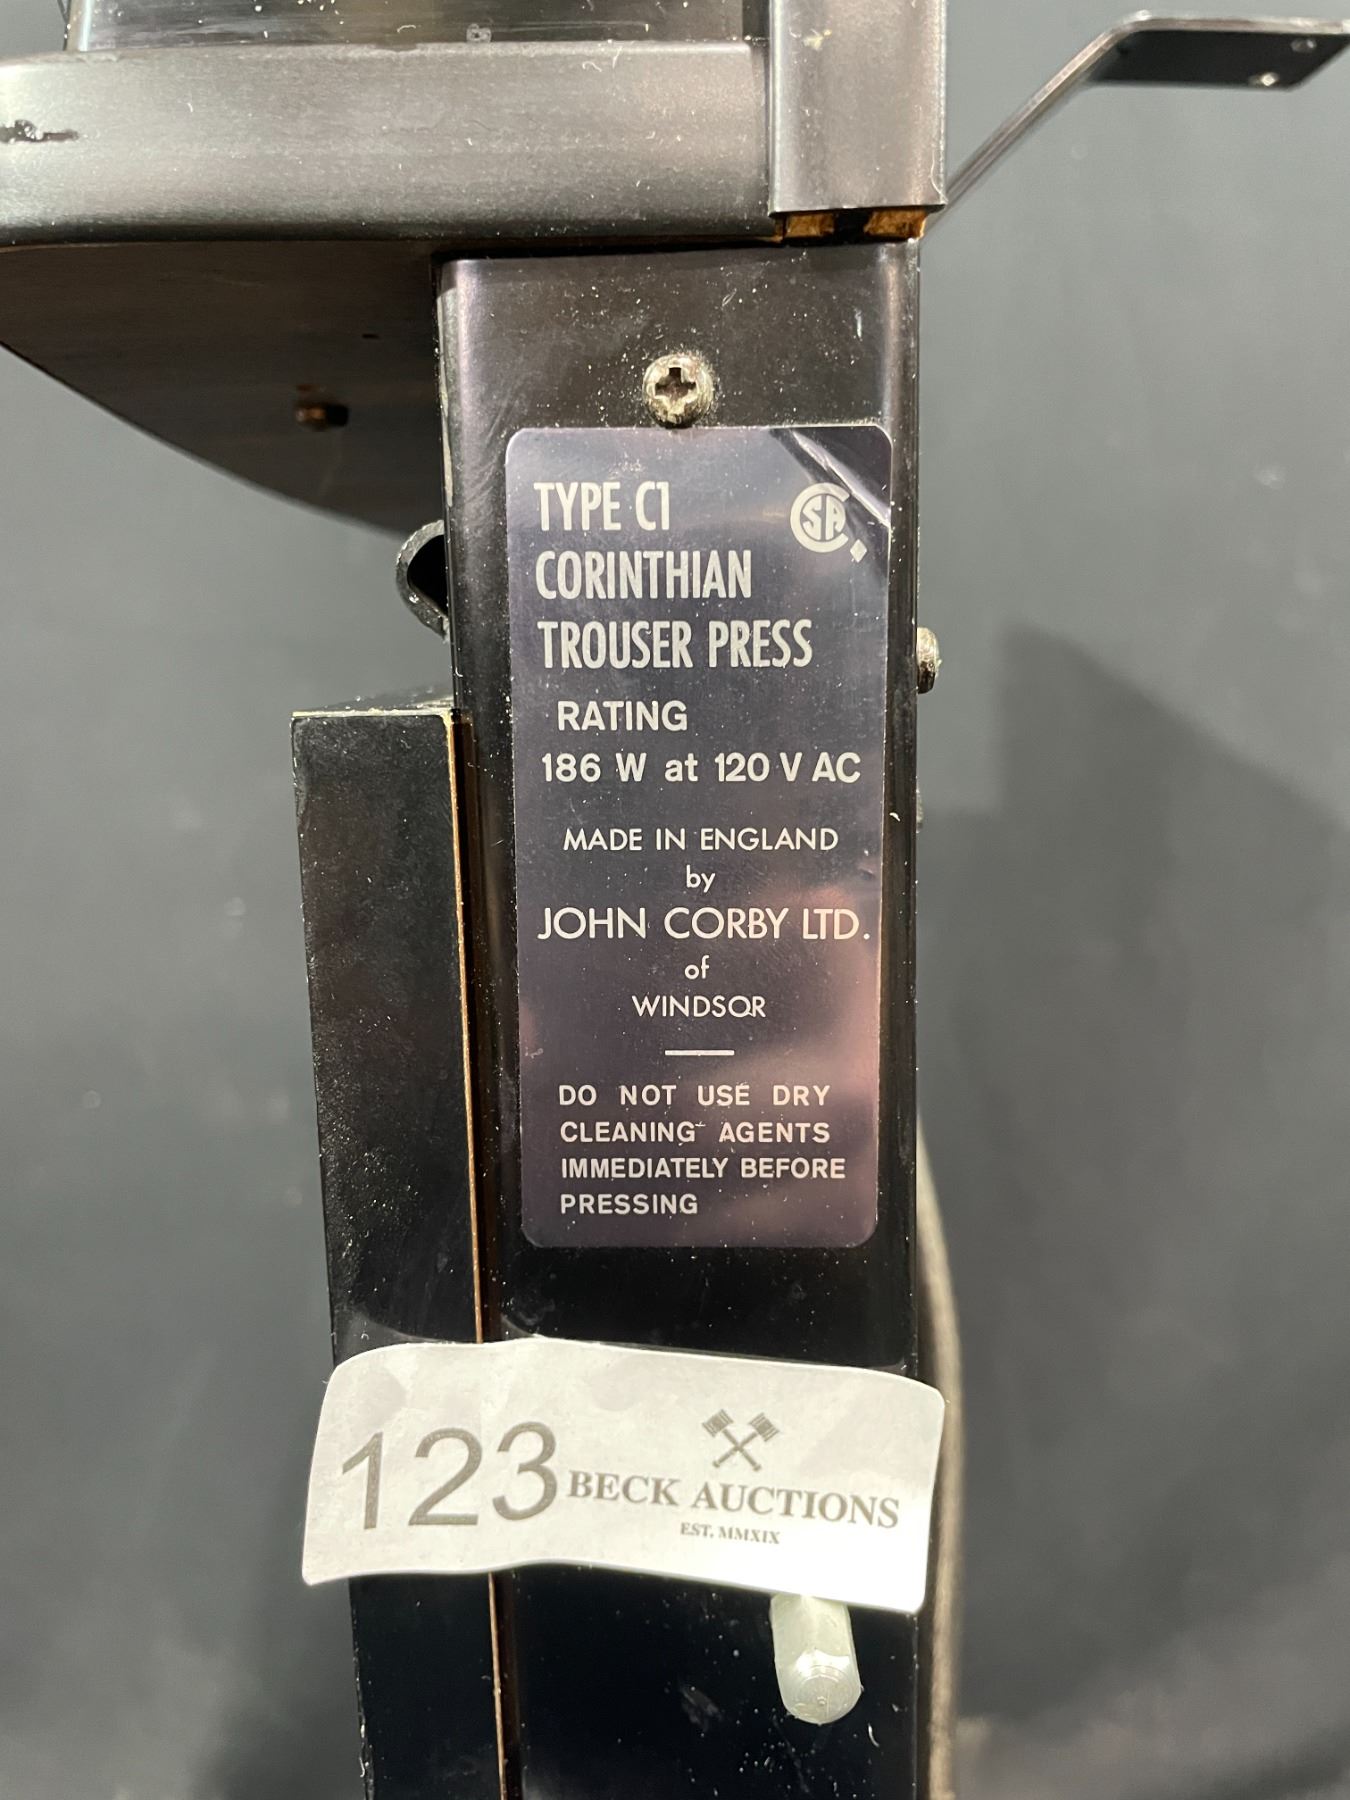 TYPE C1
CSA
CORINTHIAN
TROUSER PRESS
RATING
186 W at 120 V AC
MADE IN ENGLAND
by
JOHN CORBY LTD.
of
WINDSOR
DO NOT USE DRY
CLEANING AGENTS
IMMEDIATELY BEFORE
PRESSING
123
BECK AUCTIONS
EST. MMXIX